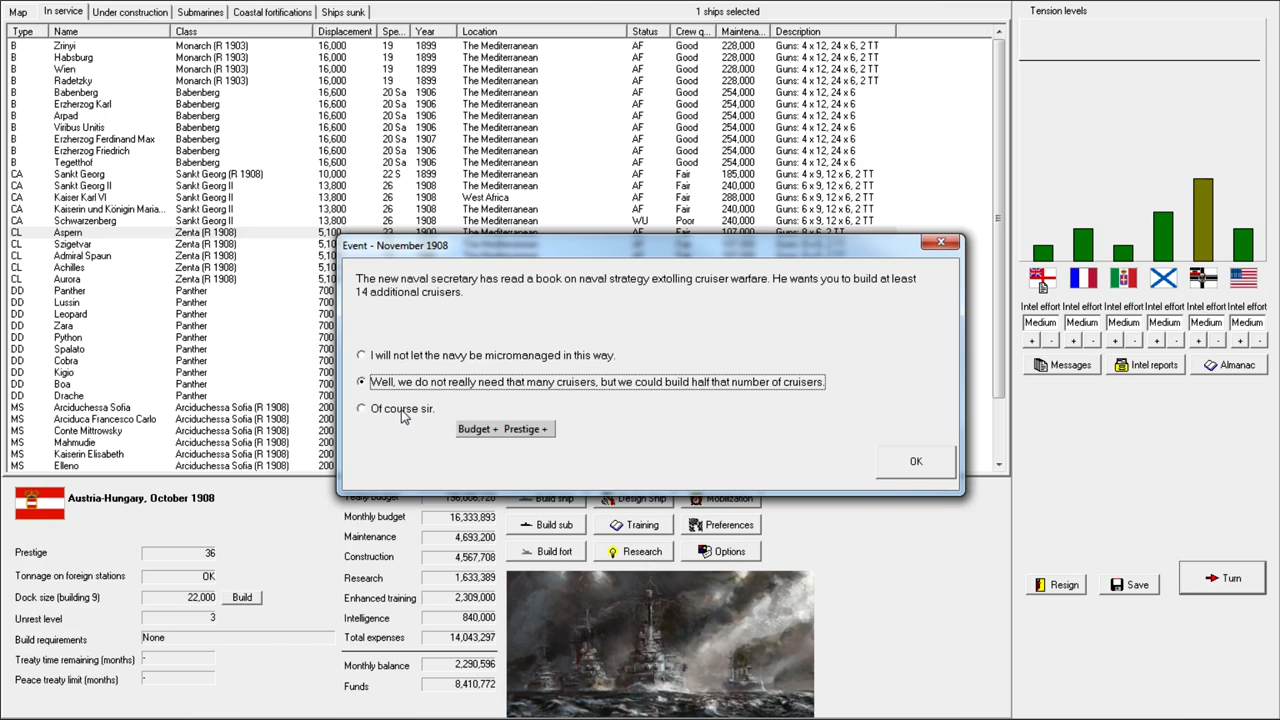 Map In service Under construction Submarines Coastal fortifications Ships sunk 1 ships selected Tension levels
Type Name Class Displacement Spe... Year Location Status Crew q... Maintena... Description
B Zrinyi Monarch (R 1903) 16,000 19 1899 The Mediterranean AF Good 228,000 Guns: 4 x 12, 24 x 6, 2 TT
B Habsburg Monarch (R 1903) 16,000 19 1899 The Mediterranean AF Good 228,000 Guns: 4 x 12, 24 x 6, 2 TT
B Wien Monarch (R 1903) 16,000 19 1899 The Mediterranean AF Good 228,000 Guns: 4 x 12, 24 x 6, 2 TT
B Radetzky Monarch (R 1903) 16,000 19 1899 The Mediterranean AF Good 228,000 Guns: 4 x 12, 24 x 6, 2 TT
B Babenberg Babenberg 16,600 20 Sa 1906 The Mediterranean AF Good 254,000 Guns: 4 x 12, 24 x 6
B Erzherzog Karl Babenberg 16,600 20 Sa 1906 The Mediterranean AF Good 254,000 Guns: 4 x 12, 24 x 6
B Arpad Babenberg 16,600 20 Sa 1906 The Mediterranean AF Good 254,000 Guns: 4 x 12, 24 x 6
B Viribus Unitis Babenberg 16,600 20 Sa 1906 The Mediterranean AF Good 254,000 Guns: 4 x 12, 24 x 6
B Erzherzog Ferdinand Max Babenberg 16,600 20 Sa 1907 The Mediterranean AF Good 254,000 Guns: 4 x 12, 24 x 6
B Erzherzog Friedrich Babenberg 16,600 20 Sa 1906 The Mediterranean AF Good 254,000 Guns: 4 x 12, 24 x 6
B Tegetthof Babenberg 16,600 20 Sa 1906 The Mediterranean AF Good 254,000 Guns: 4 x 12, 24 x 6
CA Sankt Georg Sankt Georg (R 1908) 10,000 22 S 1899 The Mediterranean AF Fair 185,000 Guns: 4 x 9, 12 x 6, 2 TT
CA Sankt Georg II Sankt Georg II 13,800 26 1908 The Mediterranean AF Fair 240,000 Guns: 6 x 9, 12 x 6, 2 TT
CA Kaiser Karl VI Sankt Georg II 13,800 26 1908 West Africa AF Fair 288,000 Guns: 6 x 9, 12 x 6, 2 TT
CA Kaiserin und Königin Maria... Sankt Georg II 13,800 26 1908 The Mediterranean AF Fair 240,000 Guns: 6 x 9, 12 x 6, 2 TT
CA Schwarzenberg Sankt Georg II 13,800 26 1908 The Mediterranean WU Poor 240,000 Guns: 6 x 9, 12 x 6, 2 TT
CL Aspern Zenta (R 1908) 5,100 The Mediterranean AF Fair 107,000
CL Szigetvar Zenta (R 1908) 5,10
CL Admiral Spaun Zenta (R 1908) 5,10
CL Achilles Zenta (R 1908) 5,10
CL Aurora Zenta (R 1908) 5,10
DD Panther Panther 700
DD Lussin Panther 700
DD Leopard Panther 700
DD Zara Panther 700
DD Python Panther 700
DD Spalato Panther 700
DD Cobra Panther 700
DD Kigio Panther 700
DD Boa Panther 700
DD Drache Panther 700
MS Arciduchessa Sofia Arciduchessa Sofia (R 1908) 200
MS Arciduca Francesco Carlo Arciduchessa Sofia (R 1908) 200
MS Conte Mittrowsky Arciduchessa Sofia (R 1908) 200
MS Mahmudie Arciduchessa Sofia (R 1908) 200
MS Kaiserin Elisabeth Arciduchessa Sofia (R 1908) 200
MS Elleno Arciduchessa Sofia (R 1908) 200
Event - November 1908
The new naval secretary has read a book on naval strategy extolling cruiser warfare. He wants you to build at least
14 additional cruisers.
I will not let the navy be micromanaged in this way.
Well, we do not really need that many cruisers, but we could build half that number of cruisers.
Of course sir.
Budget + Prestige +
OK
Intel effort Intel effort Intel effort Intel effort Intel effort Intel effort
Medium Medium Medium Medium Medium Medium
+ - + - + - + - + - + -
Messages Intel reports Almanac
Austria-Hungary, October 1908
Prestige 36
Tonnage on foreign stations OK
Dock size (building 9) 22,000 Build
Unrest level 3
Build requirements None
Treaty time remaining (months) -
Peace treaty limit (months) -
Yearly budget 196,006,720
Monthly budget 16,333,893
Maintenance 4,693,200
Construction 4,567,708
Research 1,633,389
Enhanced training 2,309,000
Intelligence 840,000
Total expenses 14,043,297
Monthly balance 2,290,596
Funds 8,410,772
Build ship Design Ship Mobilization
Build sub Training Preferences
Build fort Research Options
Resign Save Turn